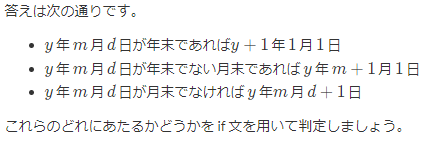 答えは次の通りです。
• y 年 m 月 d 日が年末であればy + 1 年 1 月 1 日
• y 年 m 月 d 日が年末でない月末であれば y 年 m + 1 月 1 日
• y 年 m 月 d 日が月末でなければ y 年m 月 d + 1 日
これらのどれにあたるかどうかを if 文を用いて判定しましょう。